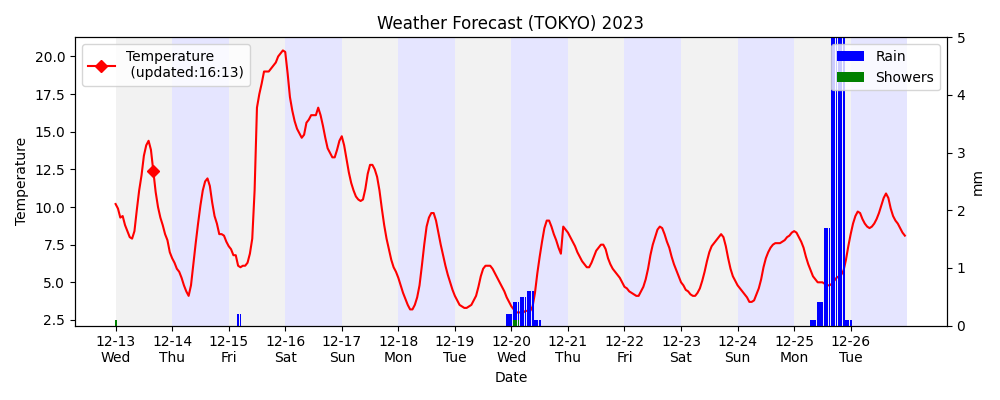 Weather Forecast (TOKYO) 2023
Temperature
(updated:16:13)
Rain
Showers
Temperature
20.0
17.5
15.0
12.5
10.0
7.5
5.0
2.5
5
4
3
2
1
0
mm
12-13 12-14 12-15 12-16 12-17 12-18 12-19 12-20 12-21 12-22 12-23 12-24 12-25 12-26
Wed Thu Fri Sat Sun Mon Tue Wed Thu Fri Sat Sun Mon Tue
Date